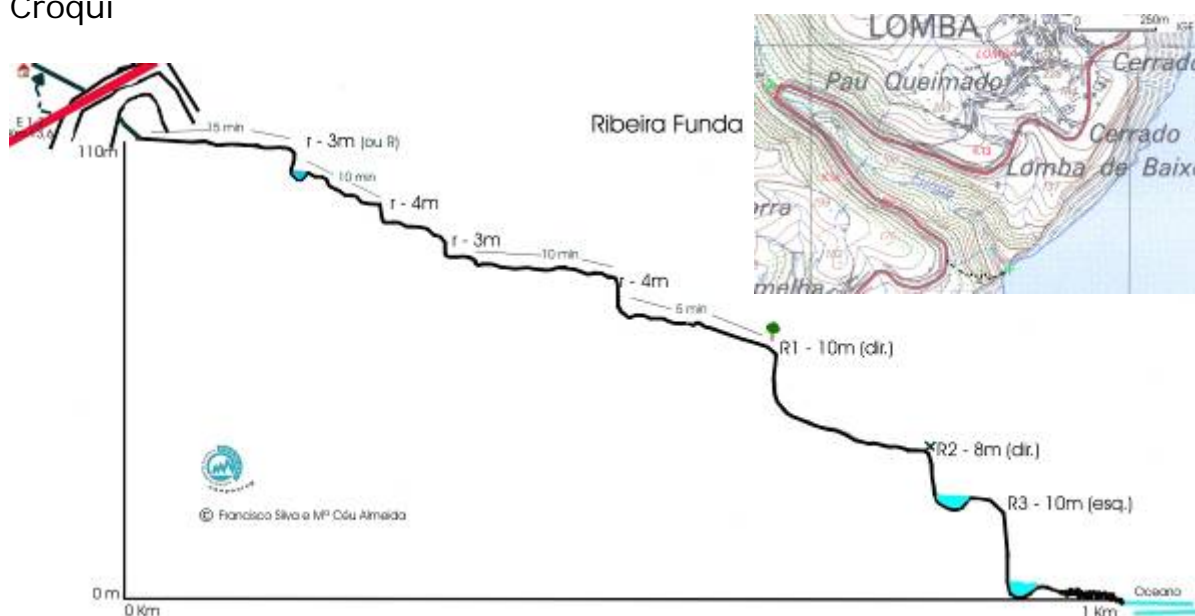 Croqui
LOMBA
250m
0
Pau Queimado
Cerrado
Cerrado
Lomba de Baixo
Ribeira Funda
15 min
110m
r - 3m (ou R)
10 min
r - 4m
r - 3m
10 min
r - 4m
5 min
R1 - 10m (dir.)
R2 - 8m (dir.)
R3 - 10m (esq.)
© Francisco Silva e Mª Céu Almeida
0 m
0 Km
1 Km
Oceano